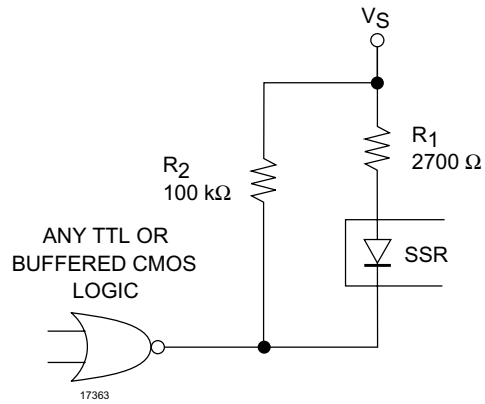 VS
R1
2700 Ω
R2
100 kΩ
ANY TTL OR
BUFFERED CMOS
LOGIC
SSR
17363